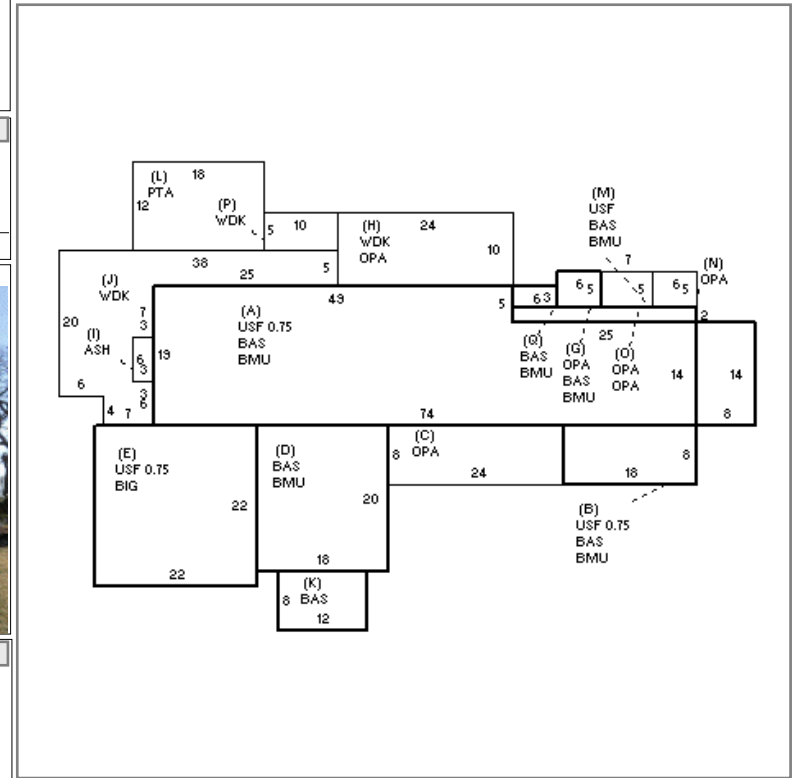 (L) 18
PTA
12
(P)
WDK
5 10
(H) 24
WDK
OPA
10
(M)
USF
BAS
BMU
7
(N)
OPA
38
25 5
(J)
WDK
7
3
49
5
6 3
6 5
5
6 5
2
20
(I)
ASH
6
3
19
(A)
USF 0.75
BAS
BMU
(Q)
BAS
BMU
(G)
OPA
BAS
BMU
(O)
OPA
OPA
25
14
14
8
6
3
6
4 7
74
(E)
USF 0.75
BIG
22
22
(D)
BAS
BMU
20
18
8
(C)
OPA
24
18
8
(B)
USF 0.75
BAS
BMU
(K)
8 BAS
12